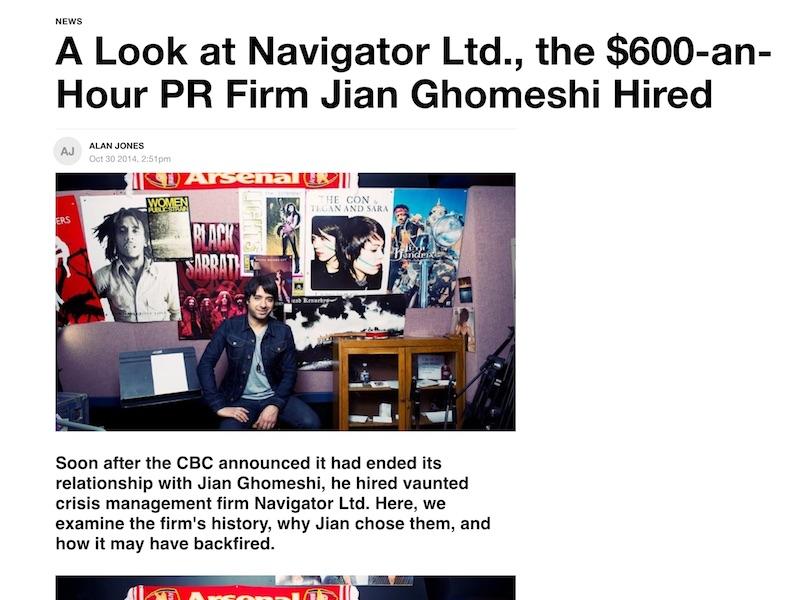 NEWS
A Look at Navigator Ltd., the $600-an-
Hour PR Firm Jian Ghomeshi Hired
AJ
ALAN JONES
Oct 30 2014, 2:51pm
Arsenal
ERS
WOMEN
BLACK
SABBATH
THE CON
TEGAN AND SARA
Jimi
Hendrix
Soon after the CBC announced it had ended its
relationship with Jian Ghomeshi, he hired vaunted
crisis management firm Navigator Ltd. Here, we
examine the firm's history, why Jian chose them, and
how it may have backfired.
Arsenal